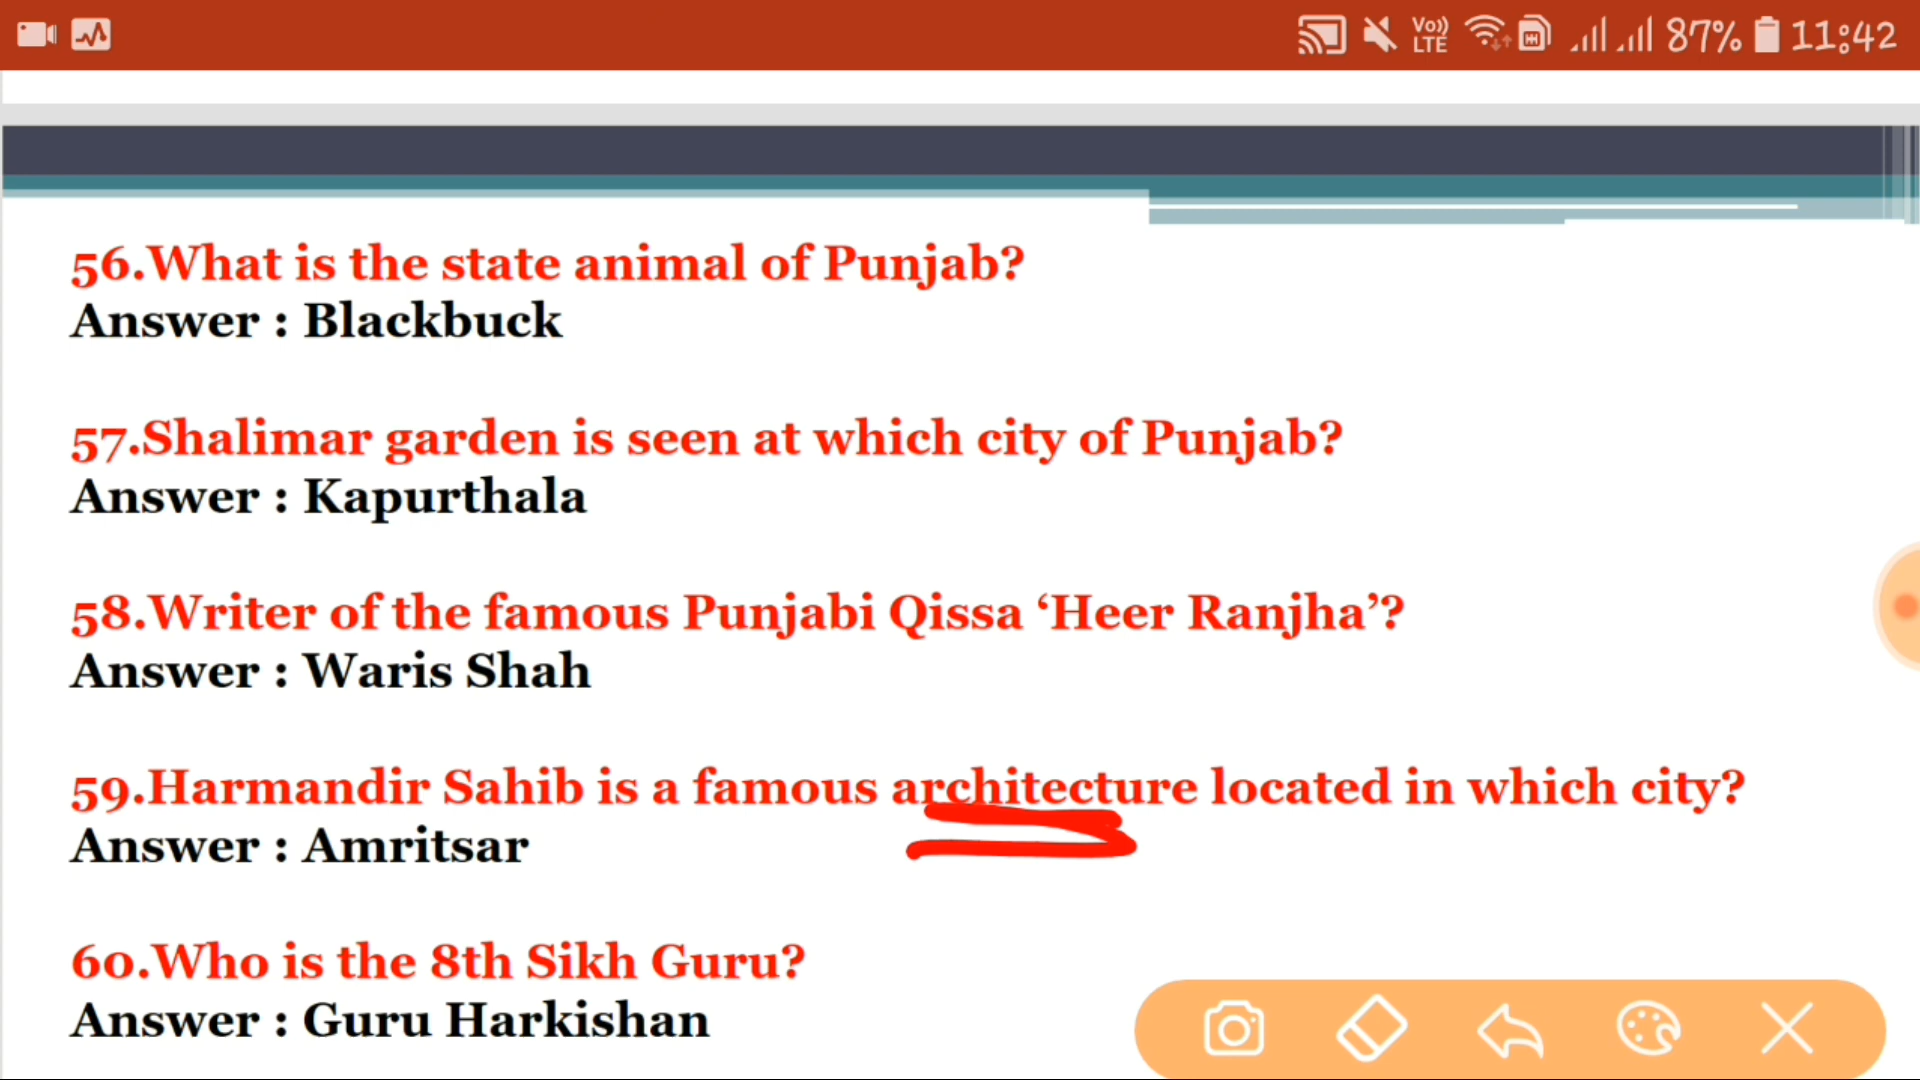 Vo)) LTE 87% 11:42
56.What is the state animal of Punjab?
Answer : Blackbuck
57.Shalimar garden is seen at which city of Punjab?
Answer : Kapurthala
58.Writer of the famous Punjabi Qissa ‘Heer Ranjha’?
Answer : Waris Shah
59.Harmandir Sahib is a famous architecture located in which city?
Answer : Amritsar
60.Who is the 8th Sikh Guru?
Answer : Guru Harkishan